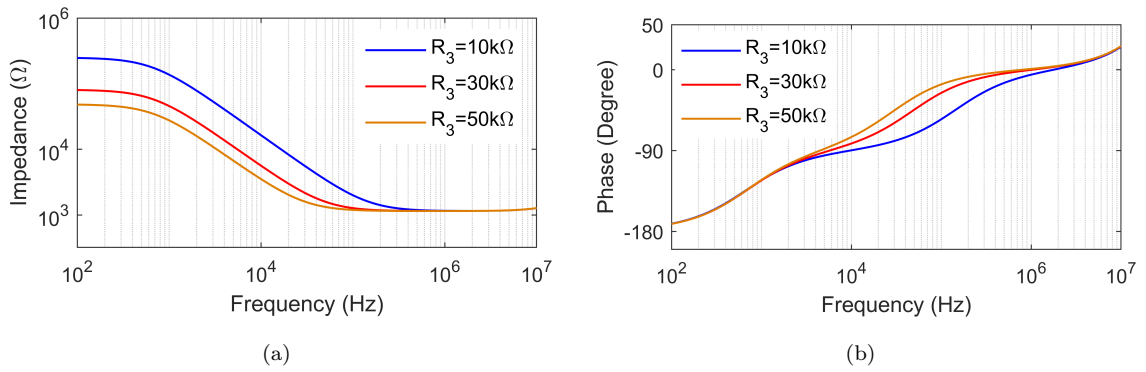 10^6
10^4
10^3
Impedance (Ω)
R_3=10kΩ
R_3=30kΩ
R_3=50kΩ
10^2 10^4 10^6 10^7
Frequency (Hz)
(a)
50
0
-90
-180
Phase (Degree)
R_3=10kΩ
R_3=30kΩ
R_3=50kΩ
10^2 10^4 10^6 10^7
Frequency (Hz)
(b)